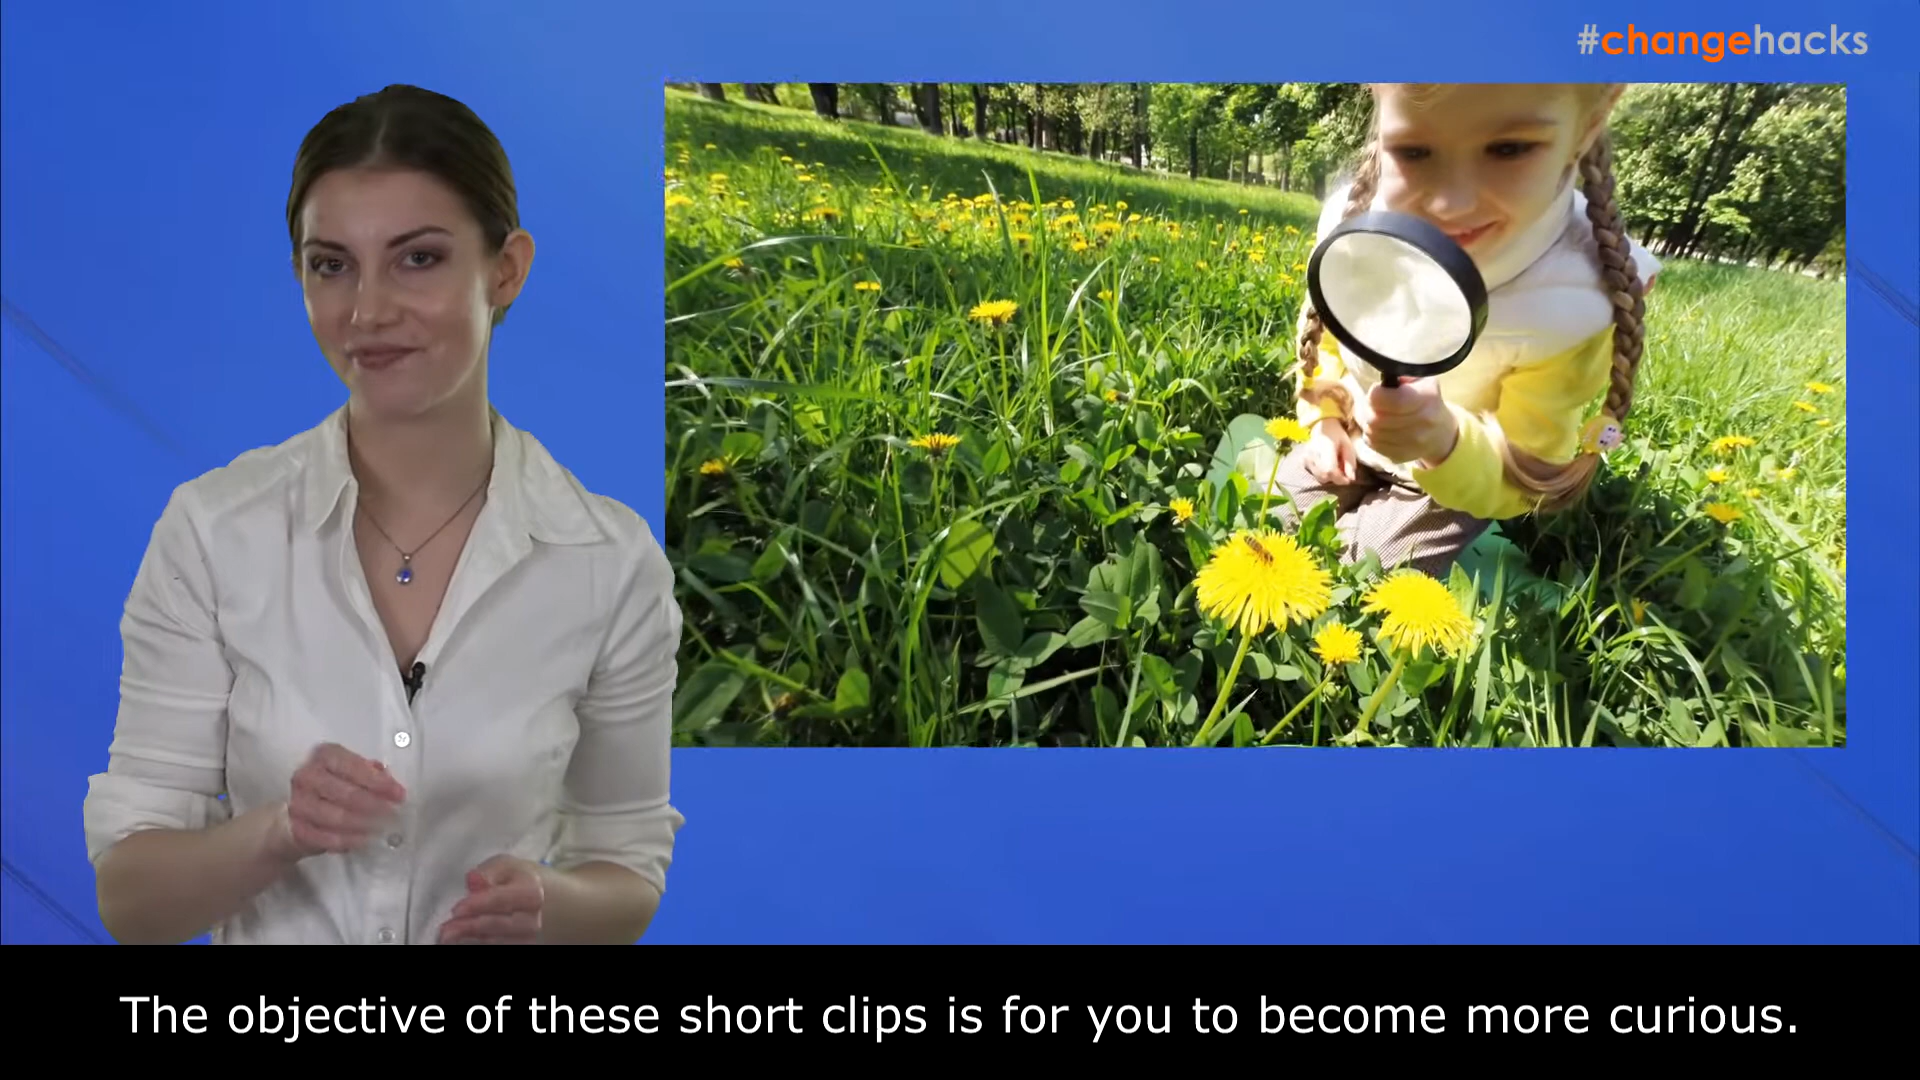 #changehacks
The objective of these short clips is for you to become more curious.